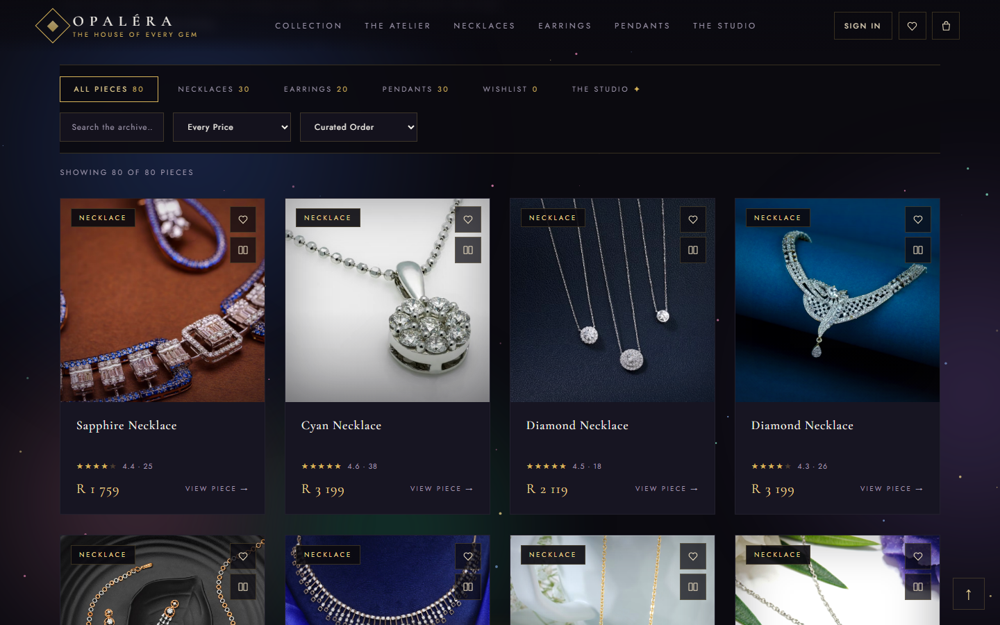 OPALÉRA
THE HOUSE OF EVERY GEM
COLLECTION THE ATELIER NECKLACES EARRINGS PENDANTS THE STUDIO
SIGN IN
ALL PIECES 80 NECKLACES 30 EARRINGS 20 PENDANTS 30 WISHLIST 0 THE STUDIO ✦
Search the archive.. Every Price Curated Order
SHOWING 80 OF 80 PIECES
NECKLACE NECKLACE NECKLACE NECKLACE
Sapphire Necklace Cyan Necklace Diamond Necklace Diamond Necklace
★★★★★ 4.4 · 25 ★★★★★ 4.6 · 38 ★★★★★ 4.5 · 18 ★★★★★ 4.3 · 26
R 1 759 VIEW PIECE → R 3 199 VIEW PIECE → R 2 119 VIEW PIECE → R 3 199 VIEW PIECE →
NECKLACE NECKLACE NECKLACE NECKLACE
↑